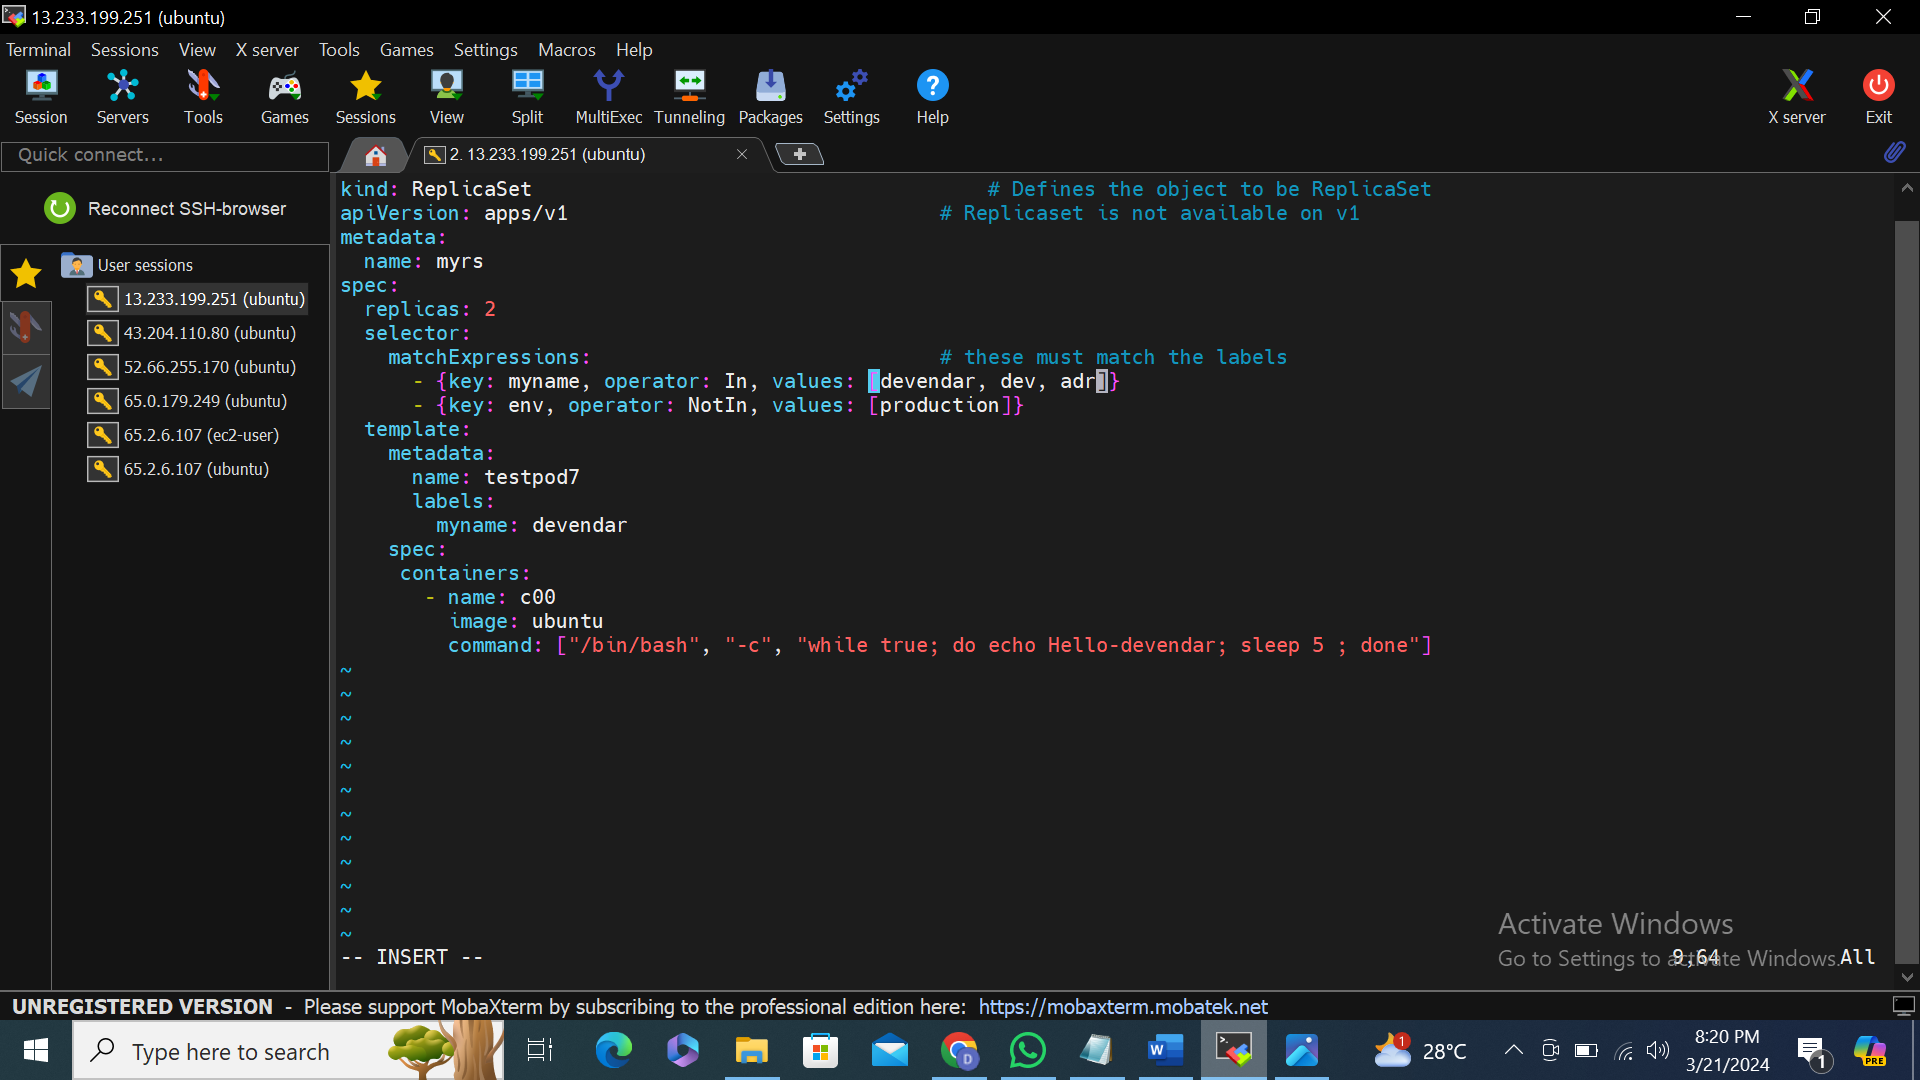 13.233.199.251 (ubuntu)
Terminal Sessions View X server Tools Games Settings Macros Help
Session Servers Tools Games Sessions View Split MultiExec Tunneling Packages Settings Help X server Exit
Quick connect...
2. 13.233.199.251 (ubuntu)
Reconnect SSH-browser
User sessions
13.233.199.251 (ubuntu)
43.204.110.80 (ubuntu)
52.66.255.170 (ubuntu)
65.0.179.249 (ubuntu)
65.2.6.107 (ec2-user)
65.2.6.107 (ubuntu)
kind: ReplicaSet # Defines the object to be ReplicaSet
apiVersion: apps/v1 # Replicaset is not available on v1
metadata:
  name: myrs
spec:
  replicas: 2
  selector:
    matchExpressions: # these must match the labels
      - {key: myname, operator: In, values: [devendar, dev, adr]}
      - {key: env, operator: NotIn, values: [production]}
  template:
    metadata:
      name: testpod7
      labels:
        myname: devendar
    spec:
     containers:
       - name: c00
         image: ubuntu
         command: ["/bin/bash", "-c", "while true; do echo Hello-devendar; sleep 5 ; done"]
~
~
~
~
~
~
~
~
~
~
~
~
-- INSERT -- 9,64 All
Activate Windows
Go to Settings to activate Windows.
UNREGISTERED VERSION - Please support MobaXterm by subscribing to the professional edition here: https://mobaxterm.mobatek.net
Type here to search
D
W
1
28°C
8:20 PM
3/21/2024
1
PRE